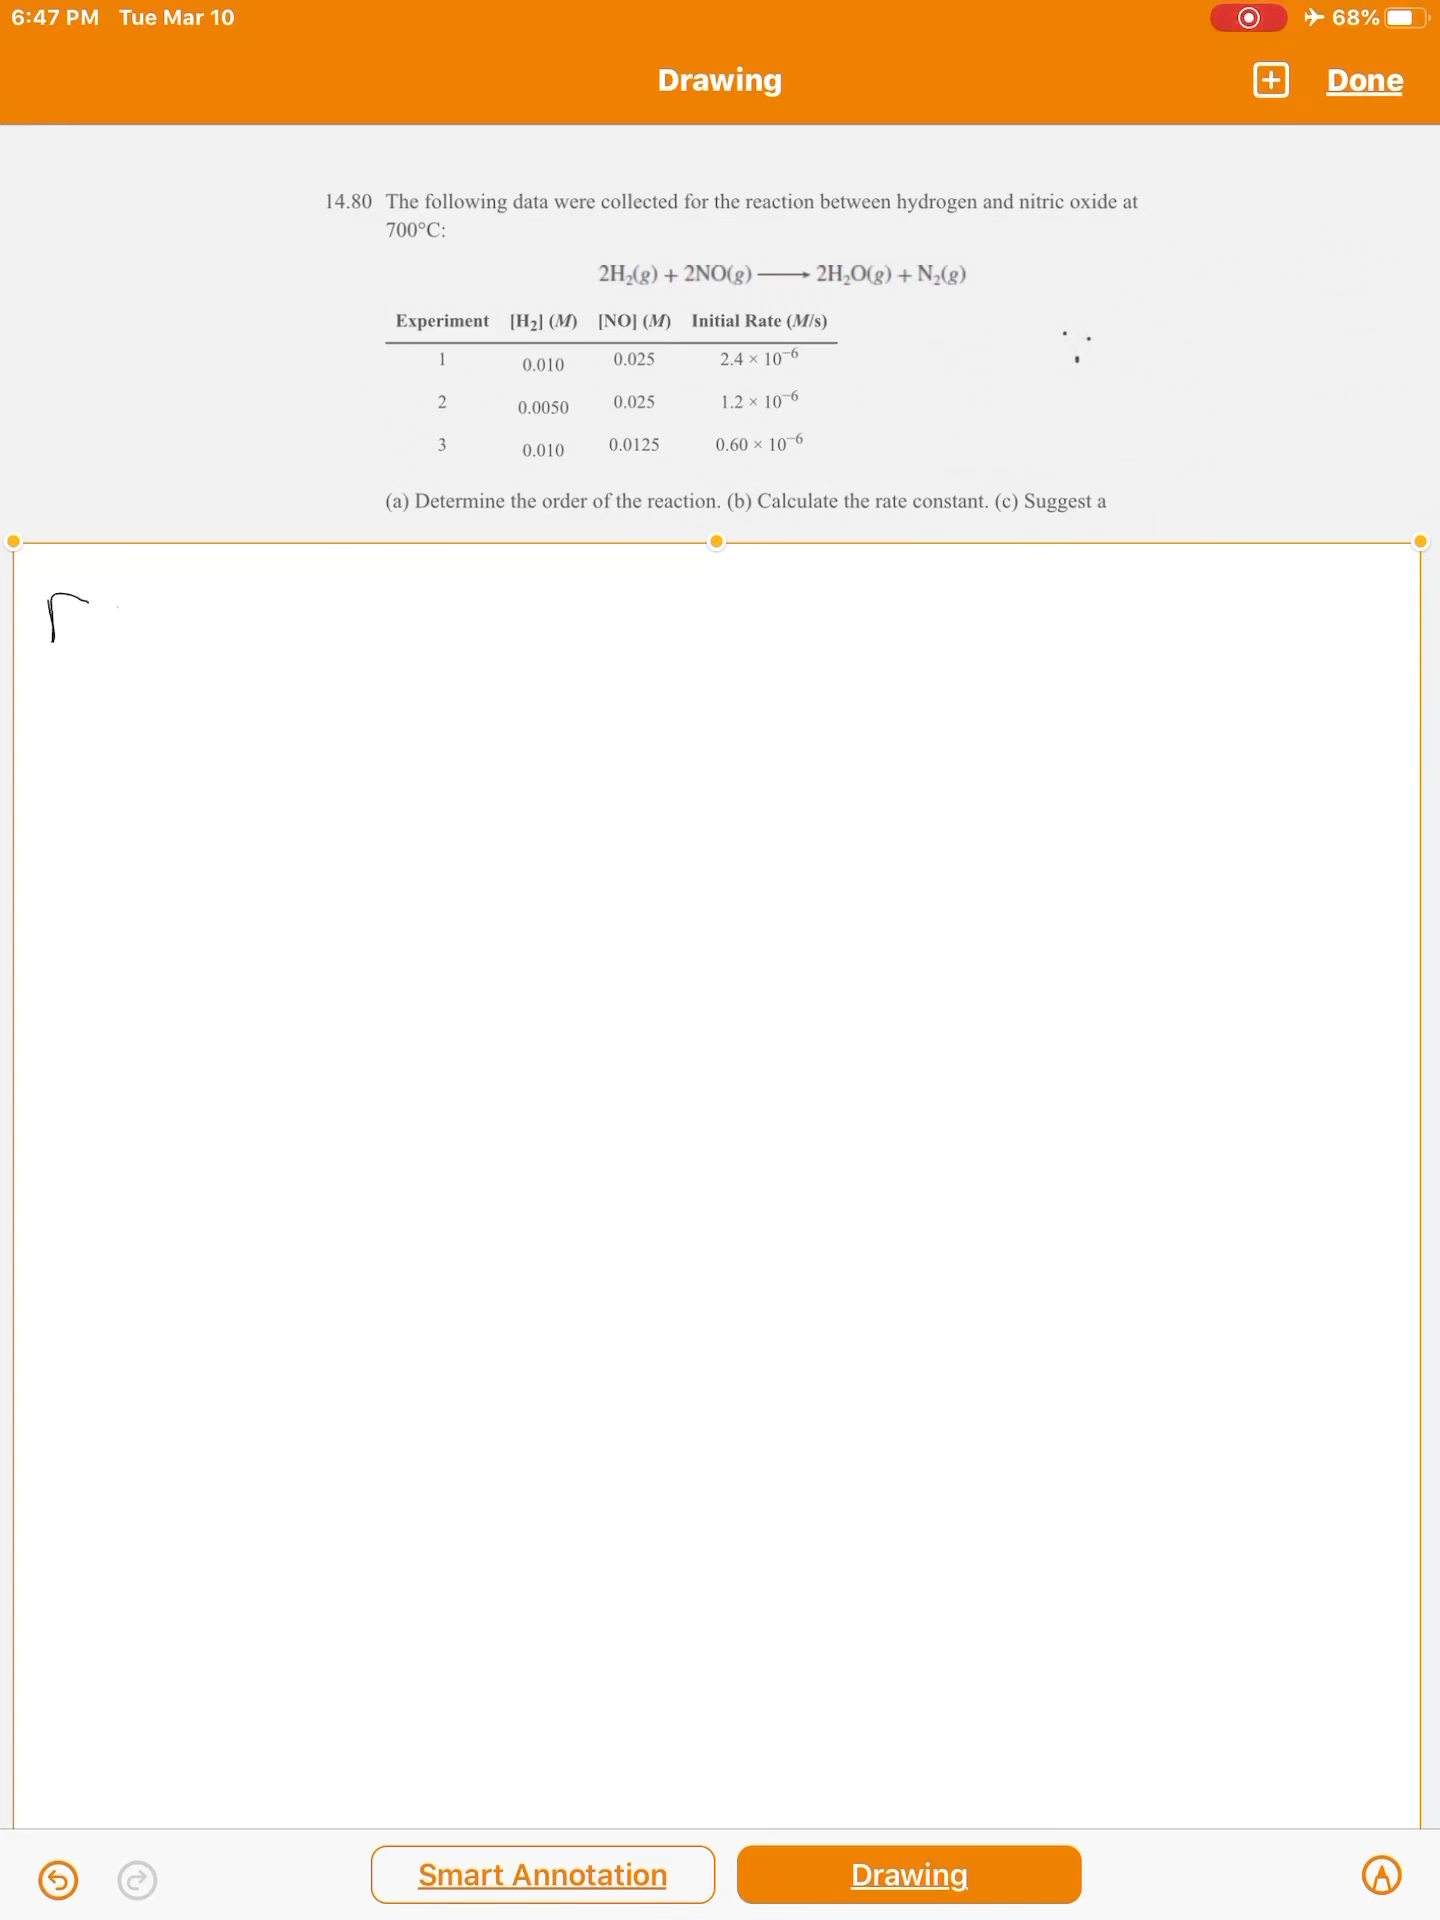 6:47 PM Tue Mar 10
68%
Drawing
Done
14.80 The following data were collected for the reaction between hydrogen and nitric oxide at
700°C:
2H₂(g) + 2NO(g) ⟶ 2H₂O(g) + N₂(g)
Experiment [H₂] (M) [NO] (M) Initial Rate (M/s)
1 0.010 0.025 2.4 × 10⁻⁶
2 0.0050 0.025 1.2 × 10⁻⁶
3 0.010 0.0125 0.60 × 10⁻⁶
(a) Determine the order of the reaction. (b) Calculate the rate constant. (c) Suggest a
r
Smart Annotation
Drawing